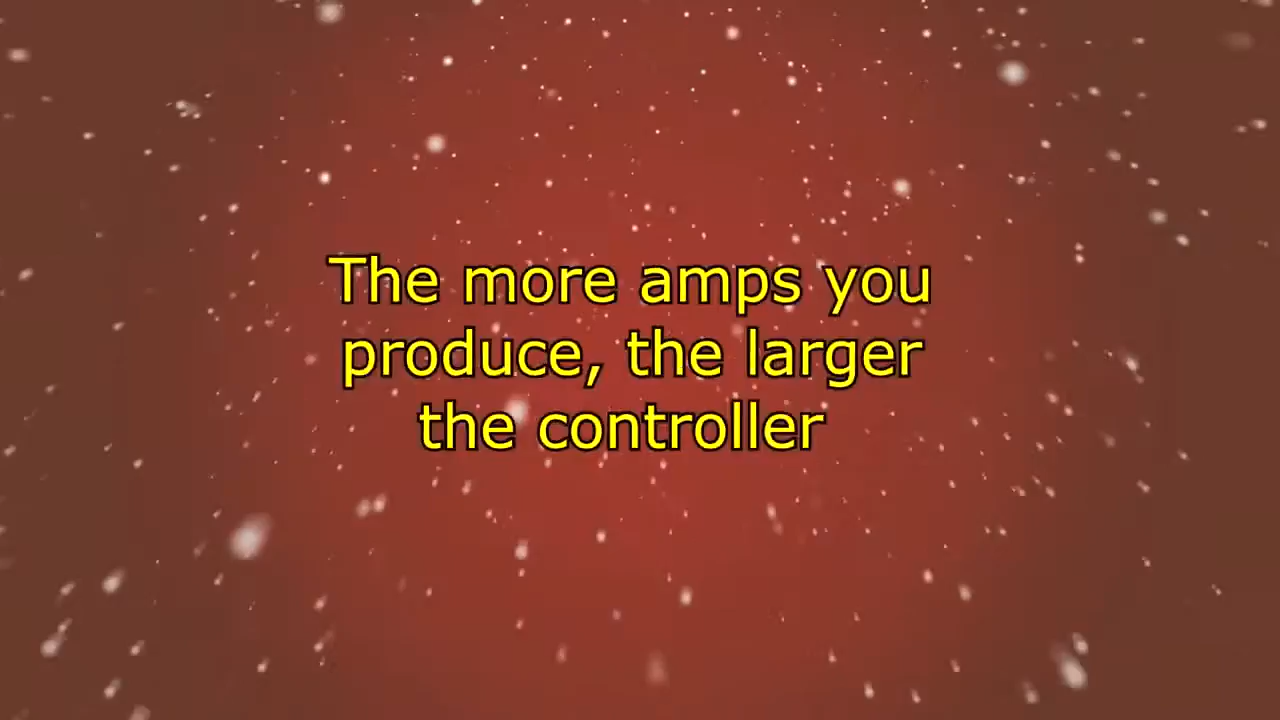 The more amps you
produce, the larger
the controller